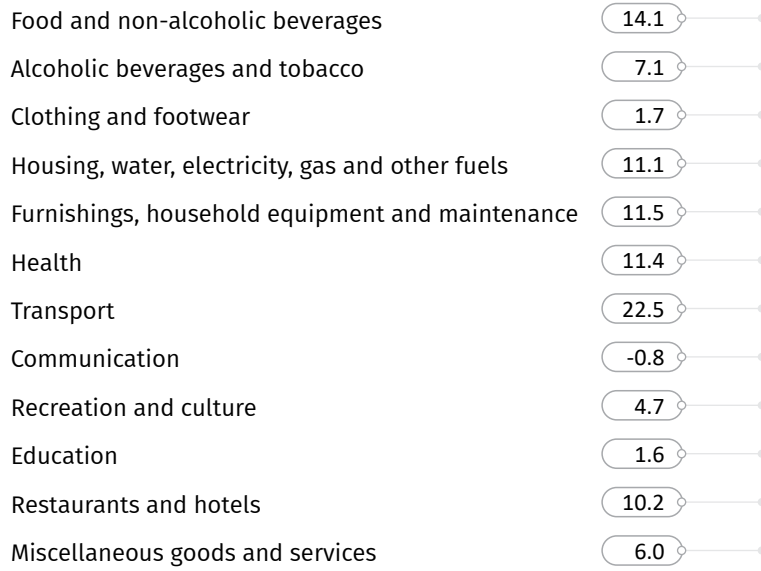 Food and non-alcoholic beverages 14.1
Alcoholic beverages and tobacco 7.1
Clothing and footwear 1.7
Housing, water, electricity, gas and other fuels 11.1
Furnishings, household equipment and maintenance 11.5
Health 11.4
Transport 22.5
Communication -0.8
Recreation and culture 4.7
Education 1.6
Restaurants and hotels 10.2
Miscellaneous goods and services 6.0